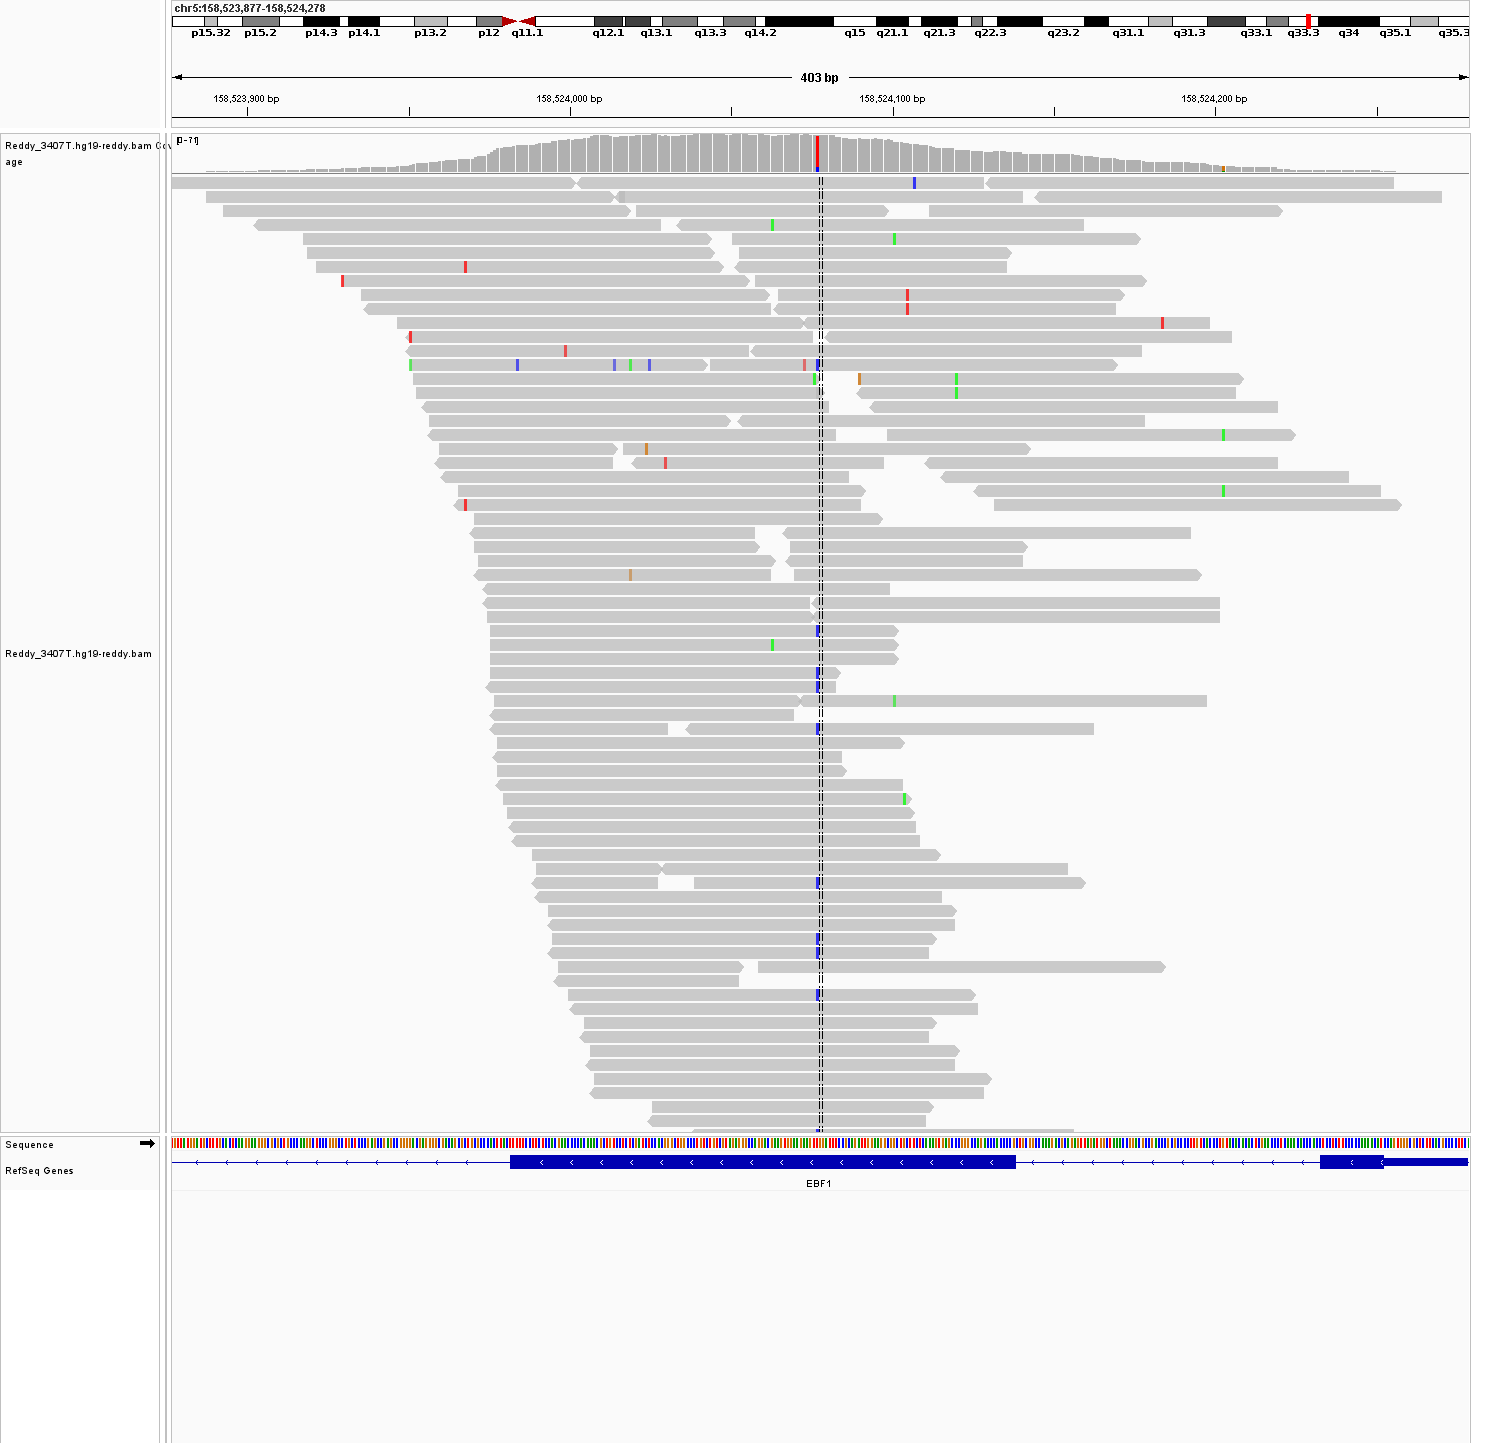 chr5:158,523,877-158,524,278
p15.32 p15.2 p14.3 p14.1 p13.2 p12 q11.1 q12.1 q13.1 q13.3 q14.2 q15 q21.1 q21.3 q22.3 q23.2 q31.1 q31.3 q33.1 q33.3 q34 q35.1 q35.3
403 bp
158,523,900 bp 158,524,000 bp 158,524,100 bp 158,524,200 bp
[0-71]
Reddy_3407T.hg19-reddy.bam Cov
age
Reddy_3407T.hg19-reddy.bam
Sequence
RefSeq Genes
EBF1